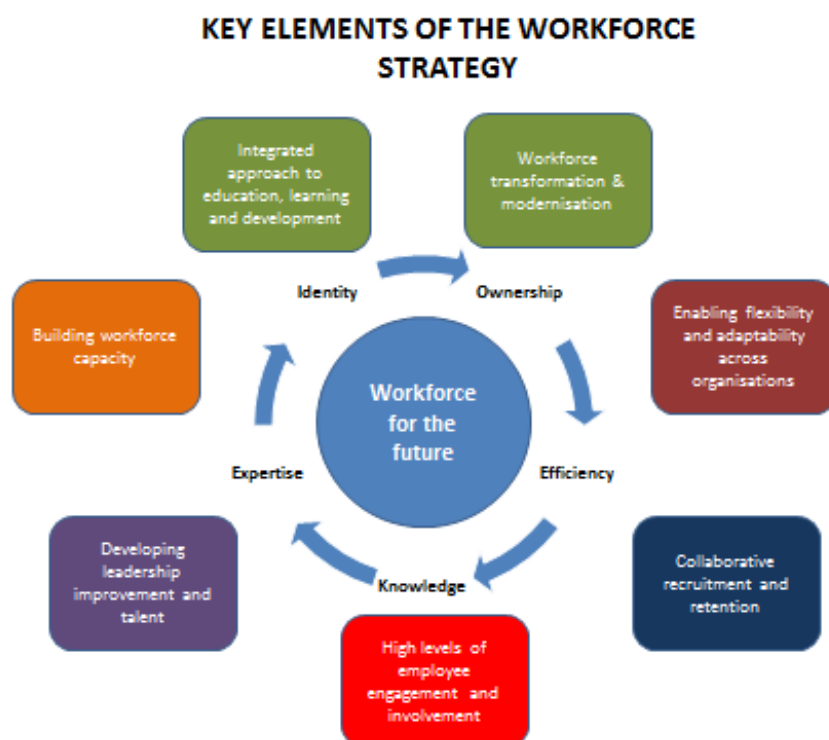 KEY ELEMENTS OF THE WORKFORCE
STRATEGY
Integrated
approach to
education, learning
and development
Workforce
transformation &
modernisation
Identity
Ownership
Building workforce
capacity
Enabling flexibility
and adaptability
across
organisations
Workforce
for the
future
Expertise
Efficiency
Developing
leadership
improvement and
talent
Collaborative
recruitment and
retention
Knowledge
High levels of
employee
engagement and
involvement